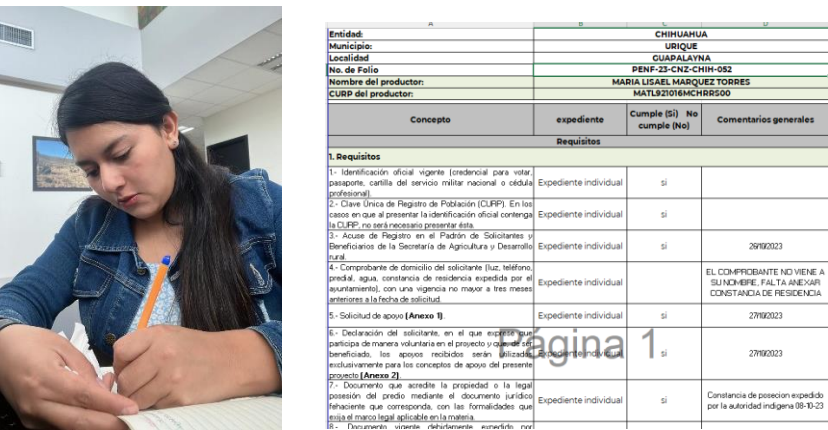 Entidad: CHIHUAHUA
Municipio: URIQUE
Localidad GUAPALAYNA
No. de Folio PENF-23-CNZ-CHIH-052
Nombre del productor: MARIA LISAEL MARQUEZ TORRES
CURP del productor: MATL921016MCHRRS00
Concepto expediente Cumple (Si) No cumple (No) Comentarios generales
Requisitos
1. Requisitos
1.- Identificación oficial vigente (credencial para votar,
pasaporte, cartilla del servicio militar nacional o cédula
profesional).
Expediente individual si
2.- Clave Única de Registro de Población (CURP). En los
casos en que al presentar la identificación oficial contenga
la CURP, no será necesario presentar ésta.
Expediente individual si
3.- Acuse de Registro en el Padrón de Solicitantes y
Beneficiarios de la Secretaría de Agricultura y Desarrollo
rural.
Expediente individual si 26/10/2023
4.- Comprobante de domicilio del solicitante (luz, teléfono,
predial, agua, constancia de residencia expedida por el
ayuntamiento), con una vigencia no mayor a tres meses
anteriores a la fecha de solicitud.
Expediente individual
EL COMPROBANTE NO VIENE A
SU NOMBRE, FALTA ANEXAR
CONSTANCIA DE RESIDENCIA
5.- Solicitud de apoyo (Anexo 1). Expediente individual si 27/10/2023
6.- Declaración del solicitante, en el que exprese que
participa de manera voluntaria en el proyecto y que, de ser
beneficiado, los apoyos recibidos serán utilizados
exclusivamente para los conceptos de apoyo del presente
proyecto (Anexo 2).
Expediente individual si 27/10/2023
Página 1
7.- Documento que acredite la propiedad o la legal
posesión del predio mediante el documento jurídico
fehaciente que corresponda, con las formalidades que
exija el marco legal aplicable en la materia.
Expediente individual si
Constancia de posecion expedido
por la autoridad indigena 08-10-23
8.- Documento vigente debidamente expedido por